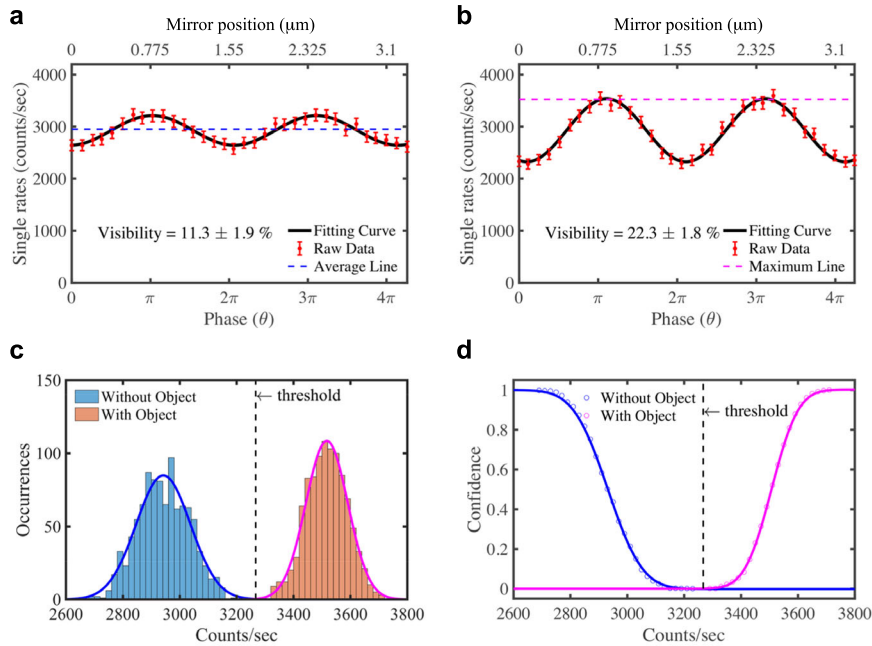 a
Mirror position (μm)
0 0.775 1.55 2.325 3.1
4000
3000
2000
1000
0
Single rates (counts/sec)
Visibility = 11.3 ± 1.9 %
Fitting Curve
Raw Data
Average Line
0 π 2π 3π 4π
Phase (θ)
b
Mirror position (μm)
0 0.775 1.55 2.325 3.1
4000
3000
2000
1000
0
Single rates (counts/sec)
Visibility = 22.3 ± 1.8 %
Fitting Curve
Raw Data
Maximum Line
0 π 2π 3π 4π
Phase (θ)
c
150
100
50
0
Occurrences
Without Object
With Object
← threshold
2600 3000 3400 3800
Counts/sec
d
1
0.8
0.6
0.4
0.2
0
Confidence
Without Object
With Object
← threshold
2600 2800 3000 3200 3400 3600 3800
Counts/sec